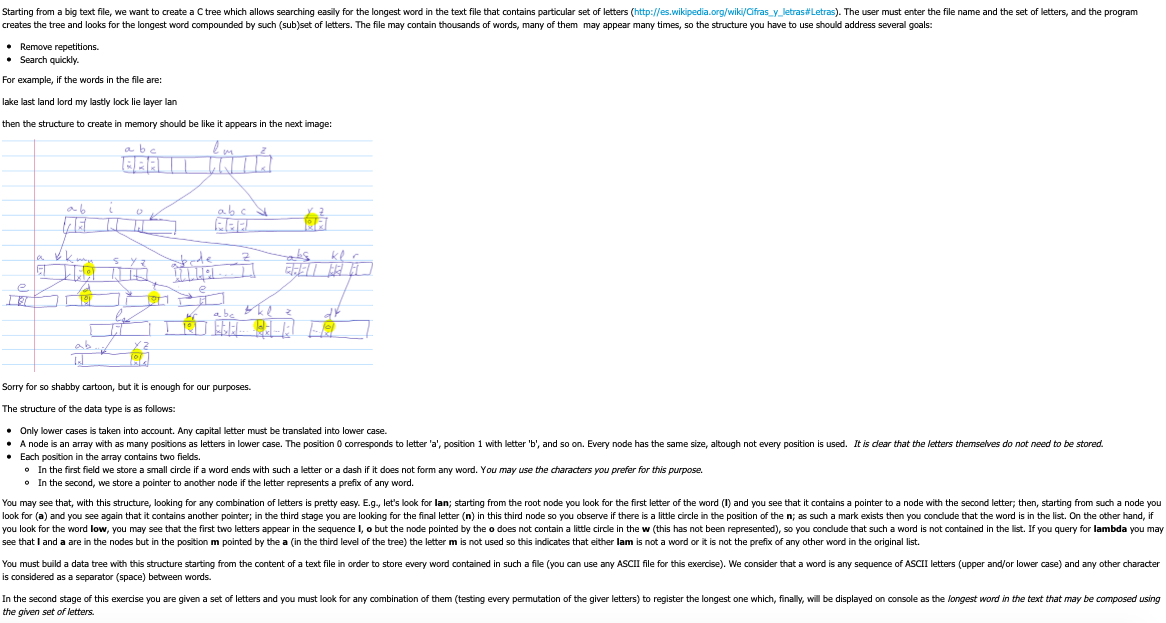 Starting from a big text file, we want to create a C tree which allows searching easily for the longest word in the text file that contains particular set of letters (http://es.wikipedia.org/wiki/Cifras_y_letras#Letras). The user must enter the file name and the set of letters, and the program
creates the tree and looks for the longest word compounded by such (sub)set of letters. The file may contain thousands of words, many of them may appear many times, so the structure you have to use should address several goals:
• Remove repetitions.
• Search quickly.
For example, if the words in the file are:
lake last land lord my lastly lock lie layer lan
then the structure to create in memory should be like it appears in the next image:
a b c l m z
a b i o a b c y z
a k m n s y z a b c d e z a b s k l r
e d t e
l r a b c k l z d r
a b .. y z
Sorry for so shabby cartoon, but it is enough for our purposes.
The structure of the data type is as follows:
• Only lower cases is taken into account. Any capital letter must be translated into lower case.
• A node is an array with as many positions as letters in lower case. The position 0 corresponds to letter 'a', position 1 with letter 'b', and so on. Every node has the same size, altough not every position is used. It is clear that the letters themselves do not need to be stored.
• Each position in the array contains two fields.
o In the first field we store a small circle if a word ends with such a letter or a dash if it does not form any word. You may use the characters you prefer for this purpose.
o In the second, we store a pointer to another node if the letter represents a prefix of any word.
You may see that, with this structure, looking for any combination of letters is pretty easy. E.g., let's look for lan; starting from the root node you look for the first letter of the word (l) and you see that it contains a pointer to a node with the second letter; then, starting from such a node you
look for (a) and you see again that it contains another pointer; in the third stage you are looking for the final letter (n) in this third node so you observe if there is a little circle in the position of the n; as such a mark exists then you conclude that the word is in the list. On the other hand, if
you look for the word low, you may see that the first two letters appear in the sequence l, o but the node pointed by the o does not contain a little circle in the w (this has not been represented), so you conclude that such a word is not contained in the list. If you query for lambda you may
see that l and a are in the nodes but in the position m pointed by the a (in the third level of the tree) the letter m is not used so this indicates that either lam is not a word or it is not the prefix of any other word in the original list.
You must build a data tree with this structure starting from the content of a text file in order to store every word contained in such a file (you can use any ASCII file for this exercise). We consider that a word is any sequence of ASCII letters (upper and/or lower case) and any other character
is considered as a separator (space) between words.
In the second stage of this exercise you are given a set of letters and you must look for any combination of them (testing every permutation of the giver letters) to register the longest one which, finally, will be displayed on console as the longest word in the text that may be composed using
the given set of letters.